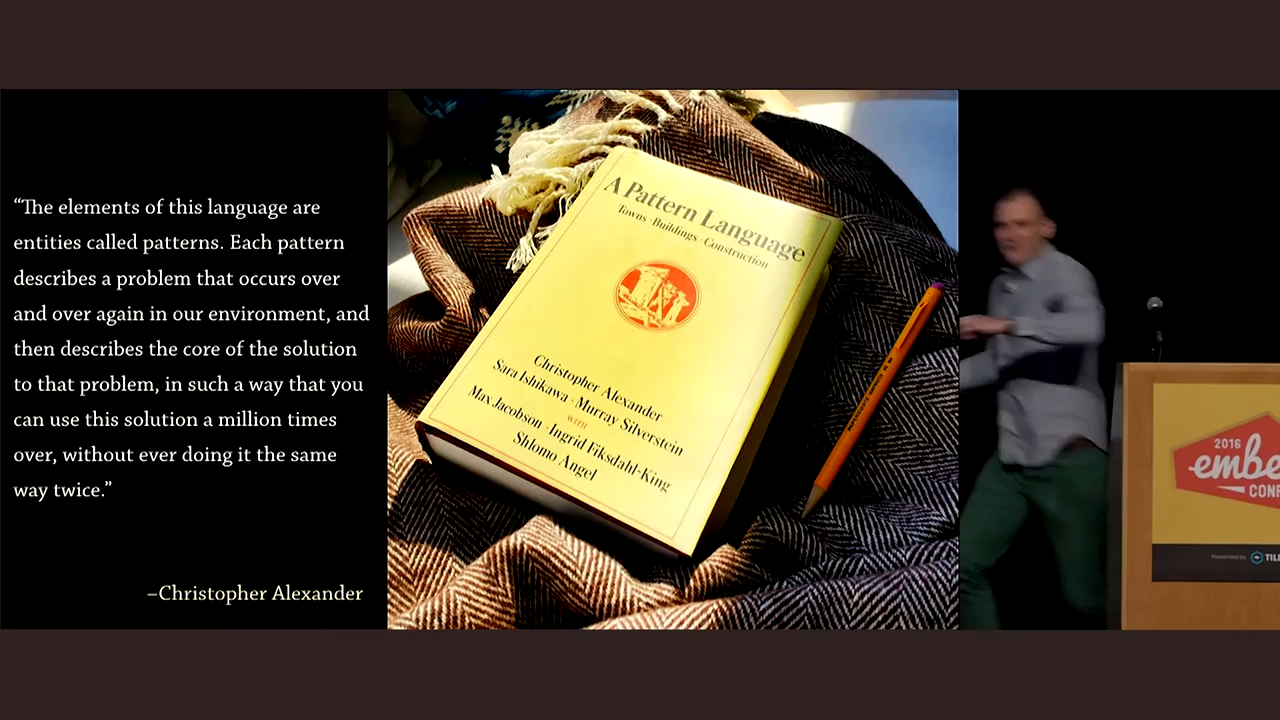 “The elements of this language are
entities called patterns. Each pattern
describes a problem that occurs over
and over again in our environment, and
then describes the core of the solution
to that problem, in such a way that you
can use this solution a million times
over, without ever doing it the same
way twice.”
–Christopher Alexander
A Pattern Language
Towns · Buildings · Construction
Christopher Alexander
Sara Ishikawa · Murray Silverstein
WITH
Max Jacobson · Ingrid Fiksdahl-King
Shlomo Angel
2016
embe
CONF
Presented by TIL